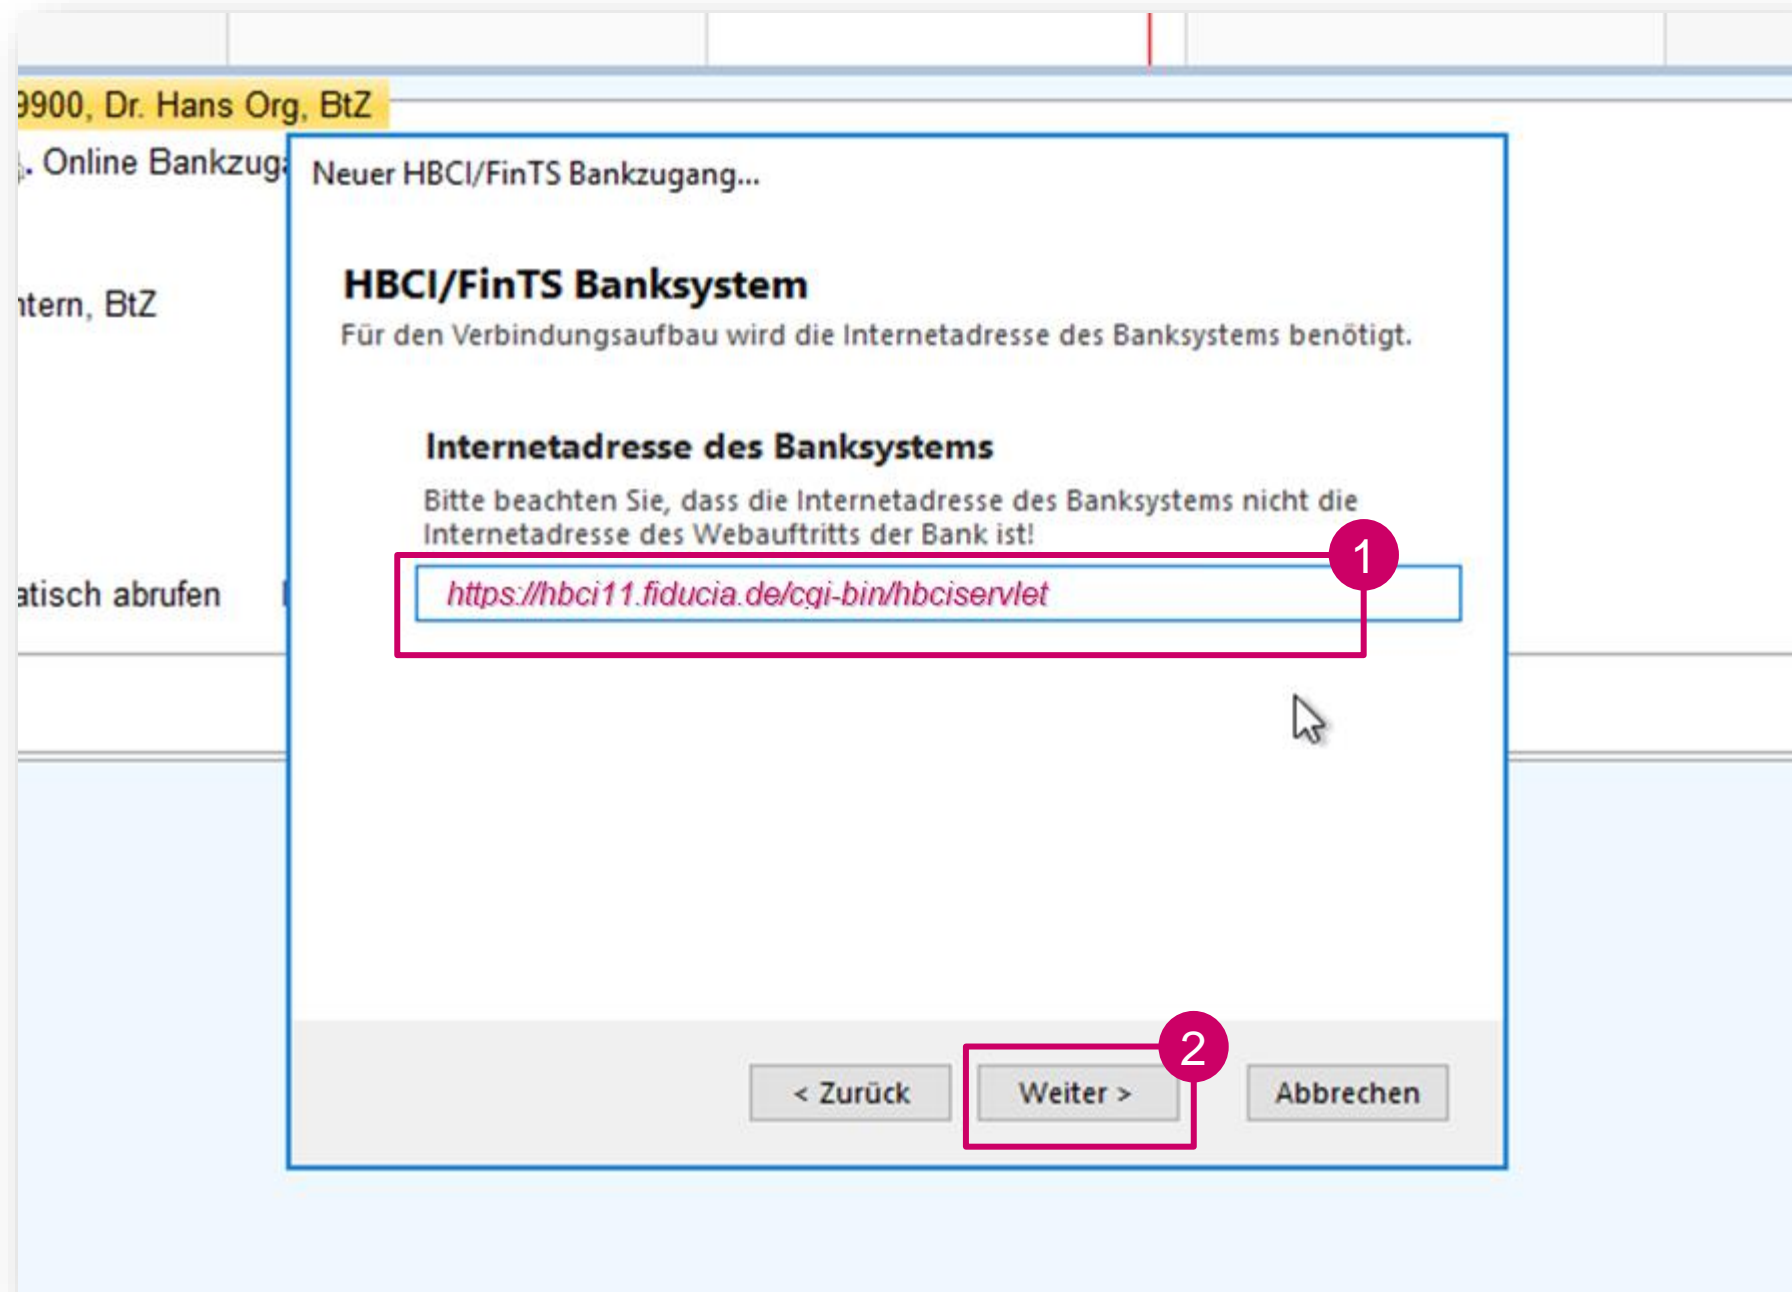 9900, Dr. Hans Org, BtZ
. Online Bankzuga
Neuer HBCI/FinTS Bankzugang...
HBCI/FinTS Banksystem
Für den Verbindungsaufbau wird die Internetadresse des Banksystems benötigt.
ntern, BtZ
Internetadresse des Banksystems
Bitte beachten Sie, dass die Internetadresse des Banksystems nicht die
Internetadresse des Webauftritts der Bank ist!
1
atisch abrufen
https://hbci11.fiducia.de/cgi-bin/hbciservlet
2
< Zurück
Weiter >
Abbrechen